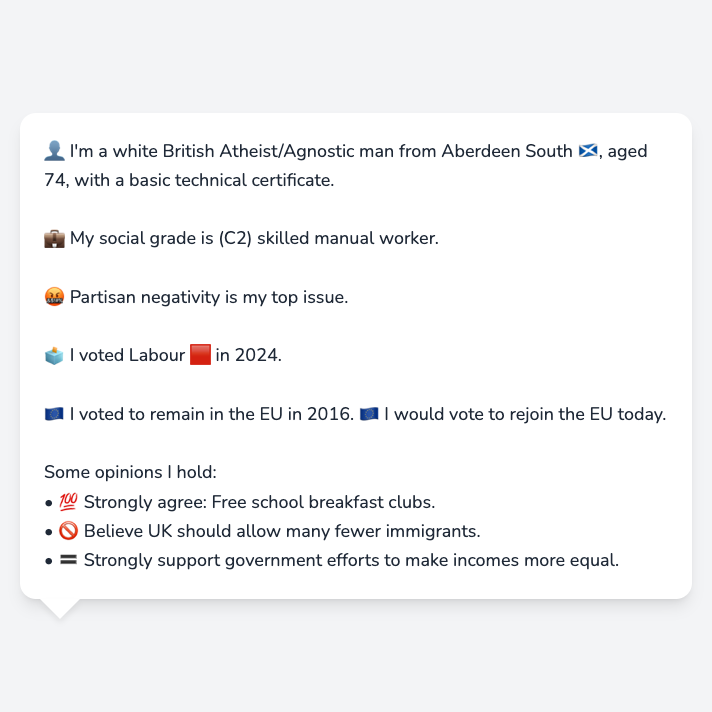 👤 I'm a white British Atheist/Agnostic man from Aberdeen South 🏴󠁧󠁢󠁳󠁣󠁴󠁿, aged
74, with a basic technical certificate.
💼 My social grade is (C2) skilled manual worker.
🤬 Partisan negativity is my top issue.
🗳️ I voted Labour 🟥 in 2024.
🇪🇺 I voted to remain in the EU in 2016. 🇪🇺 I would vote to rejoin the EU today.
Some opinions I hold:
• 💯 Strongly agree: Free school breakfast clubs.
• 🚫 Believe UK should allow many fewer immigrants.
• 🟰 Strongly support government efforts to make incomes more equal.